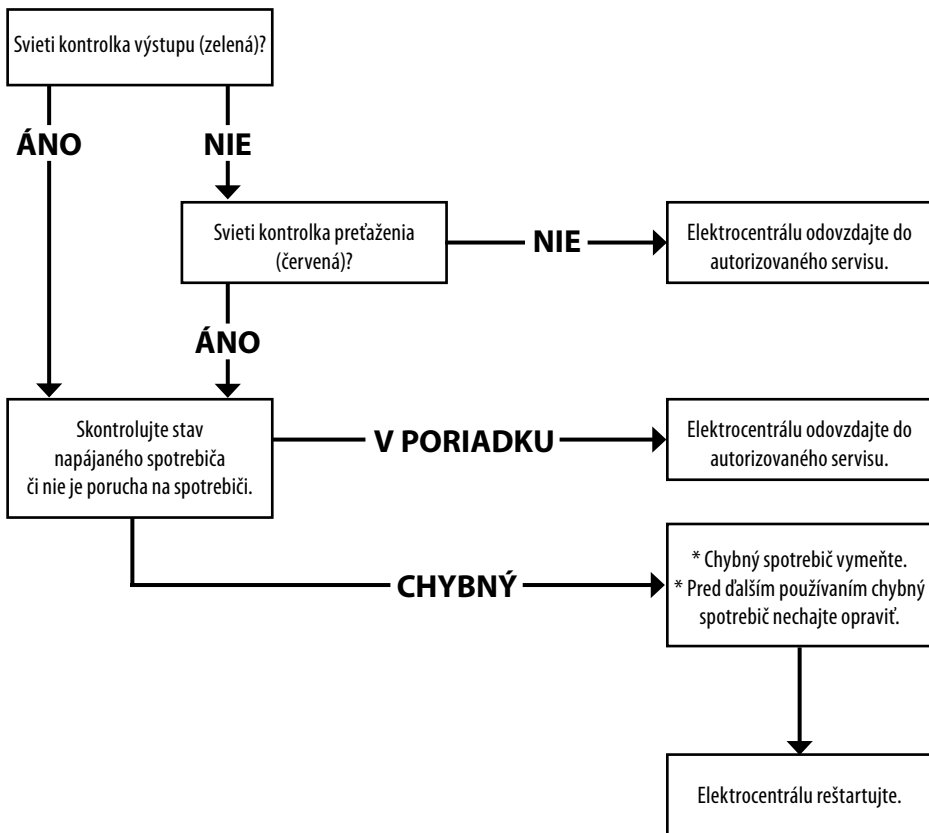 Svieti kontrolka výstupu (zelená)?
ÁNO
NIE
Svieti kontrolka preťaženia
(červená)?
NIE
Elektrocentrálu odovzdajte do
autorizovaného servisu.
ÁNO
Skontrolujte stav
napájaného spotrebiča
či nie je porucha na spotrebiči.
V PORIADKU
Elektrocentrálu odovzdajte do
autorizovaného servisu.
CHYBNÝ
* Chybný spotrebič vymeňte.
* Pred ďalším používaním chybný
spotrebič nechajte opraviť.
Elektrocentrálu reštartujte.